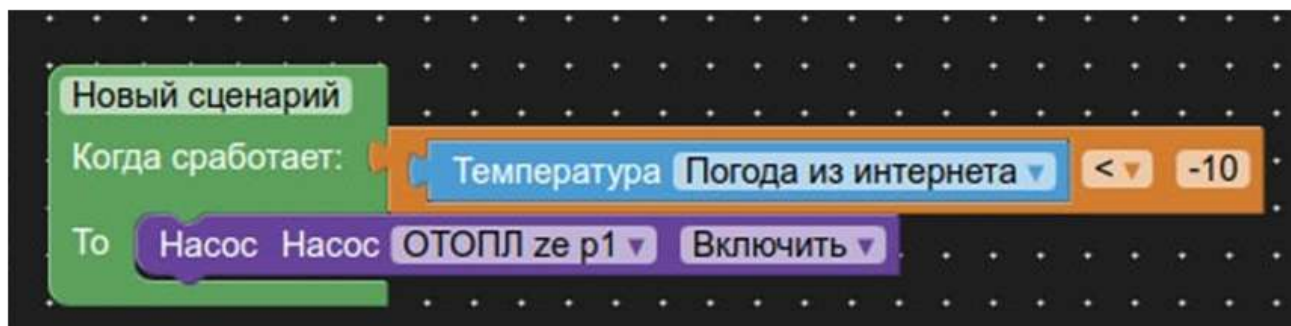 Новый сценарий
Когда сработает: Температура Погода из интернета < -10
То Насос Насос ОТОПЛ ze p1 Включить